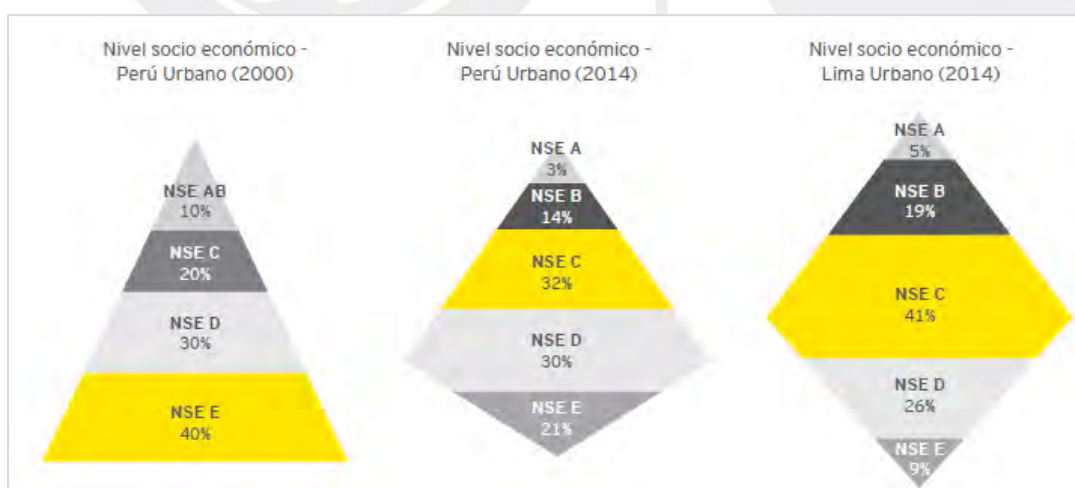 Nivel socio económico -
Perú Urbano (2000)
NSE AB
10%
NSE C
20%
NSE D
30%
NSE E
40%
Nivel socio económico -
Perú Urbano (2014)
NSE A
3%
NSE B
14%
NSE C
32%
NSE D
30%
NSE E
21%
Nivel socio económico -
Lima Urbano (2014)
NSE A
5%
NSE B
19%
NSE C
41%
NSE D
26%
NSE E
9%